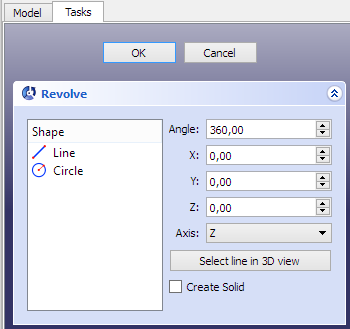 Model Tasks
OK Cancel
Revolve
Shape
Line
Circle
Angle: 360,00
X: 0,00
Y: 0,00
Z: 0,00
Axis: Z
Select line in 3D view
Create Solid